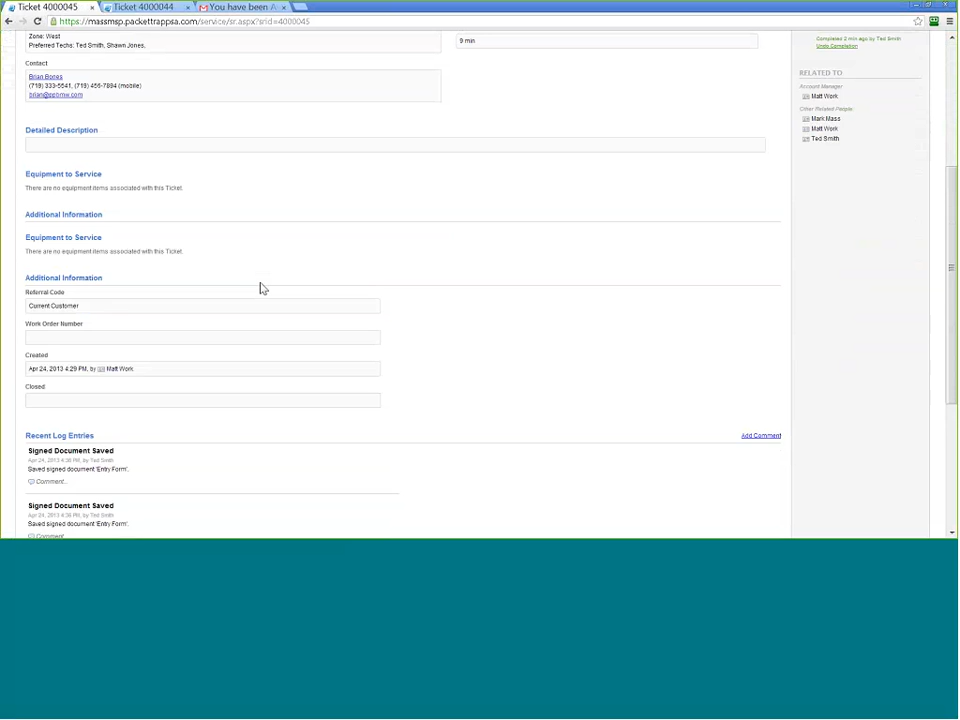 Ticket 4000045
Ticket 4000044
You have been A
https://massmsp.packettrappsa.com/service/sr.aspx?srid=4000045
Zone: West
Preferred Techs: Ted Smith, Shawn Jones,
9 min
Completed 2 min ago by Ted Smith
Undo Completion
Contact
Brian Bones
(719) 333-5541, (719) 456-7894 (mobile)
brian@ppbmw.com
RELATED TO
Account Manager
Matt Work
Other Related People:
Mark Mass
Matt Work
Ted Smith
Detailed Description
Equipment to Service
There are no equipment items associated with this Ticket.
Additional Information
Equipment to Service
There are no equipment items associated with this Ticket.
Additional Information
Referral Code
Current Customer
Work Order Number
Created
Apr 24, 2013 4:29 PM, by Matt Work
Closed
Recent Log Entries
Add Comment
Signed Document Saved
Apr 24, 2013 4:36 PM, by Ted Smith
Saved signed document 'Entry Form'.
Comment...
Signed Document Saved
Apr 24, 2013 4:36 PM, by Ted Smith
Saved signed document 'Entry Form'.
Comment